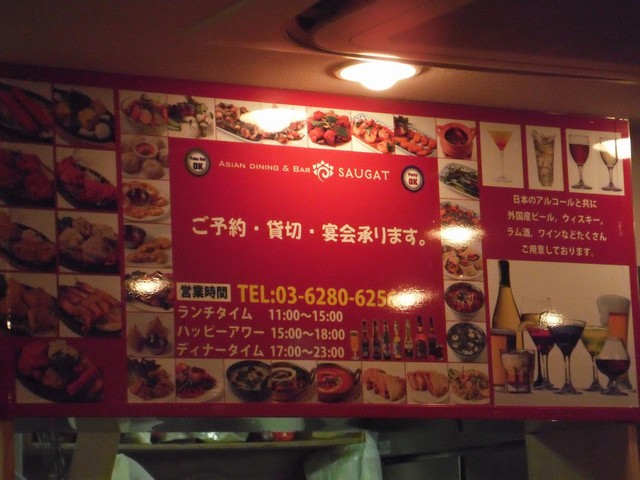 Take Out OK
ASIAN DINING & BAR SAUGAT
Party OK
ご予約・貸切・宴会承ります。
営業時間 TEL:03-6280-625
ランチタイム 11:00〜15:00
ハッピーアワー 15:00〜18:00
ディナータイム 17:00〜23:00
日本のアルコールと共に
外国産ビール、ウィスキー、
ラム酒、ワインなどたくさん
ご用意しております。